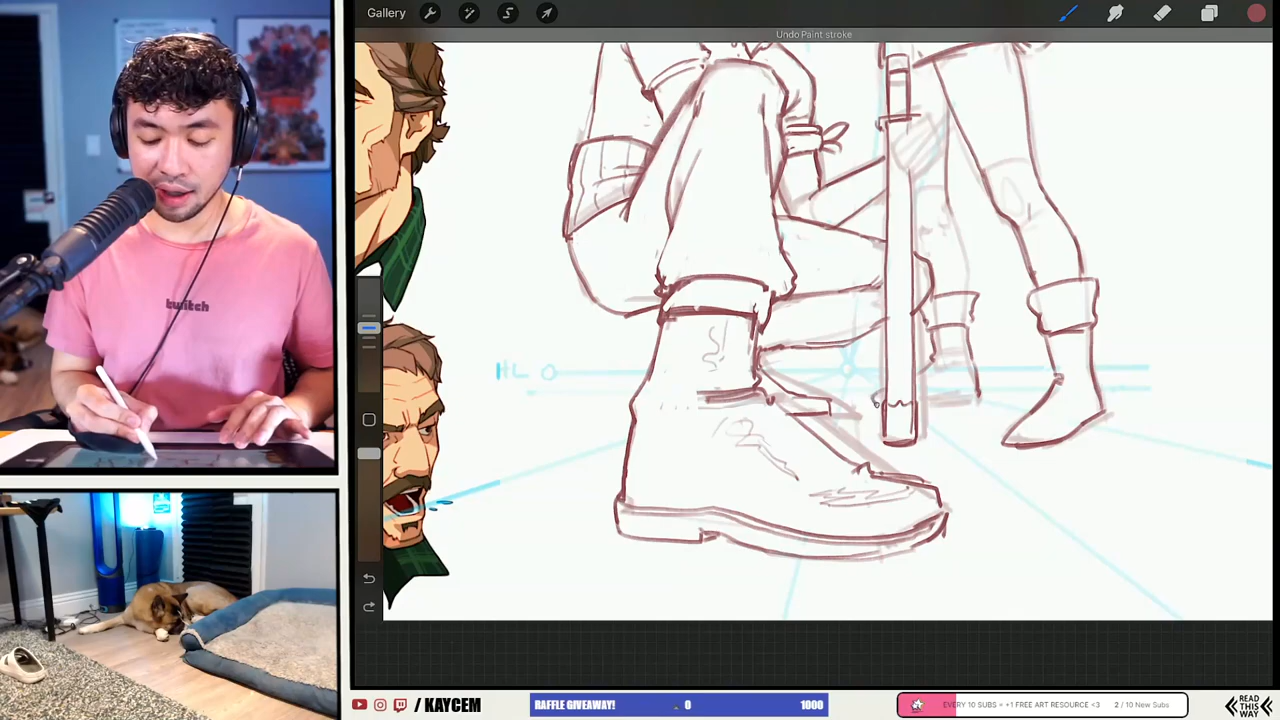 Gallery
Undo Paint stroke
twitch
HL
/ KAYCEM
RAFFLE GIVEAWAY!
0
1000
EVERY 10 SUBS = +1 FREE ART RESOURCE <3
2 / 10 New Subs
READ
THIS
WAY